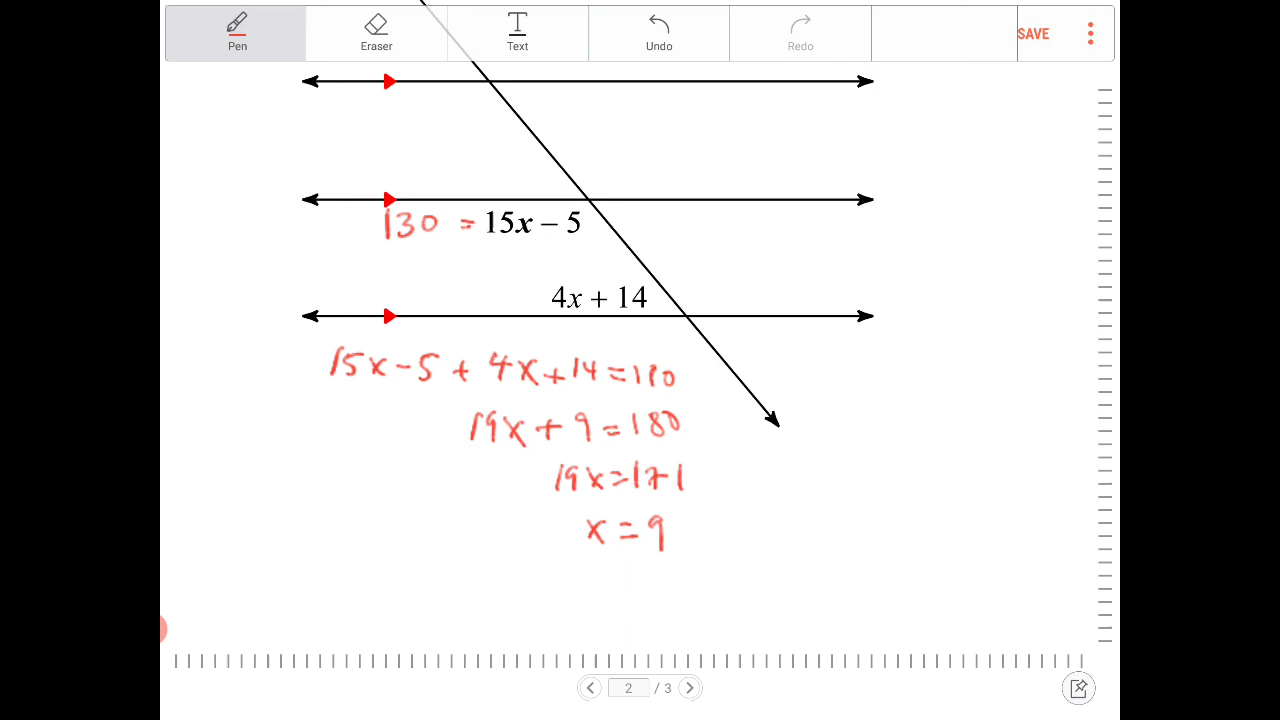 Pen
Eraser
Text
Undo
Redo
SAVE
130 = 15x – 5
4x + 14
15x - 5 + 4x + 14 = 180
19x + 9 = 180
19x = 171
x = 9
2 / 3